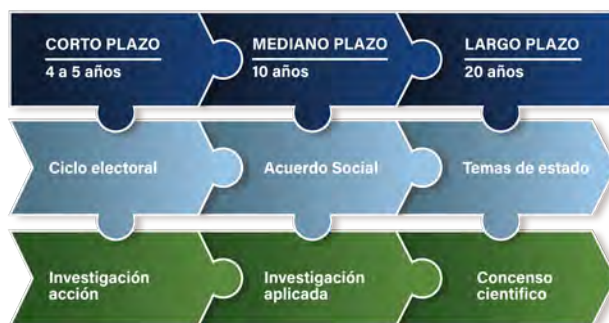 CORTO PLAZO
4 a 5 años
MEDIANO PLAZO
10 años
LARGO PLAZO
20 años
Ciclo electoral
Acuerdo Social
Temas de estado
Investigación
acción
Investigación
aplicada
Concenso
cientifico